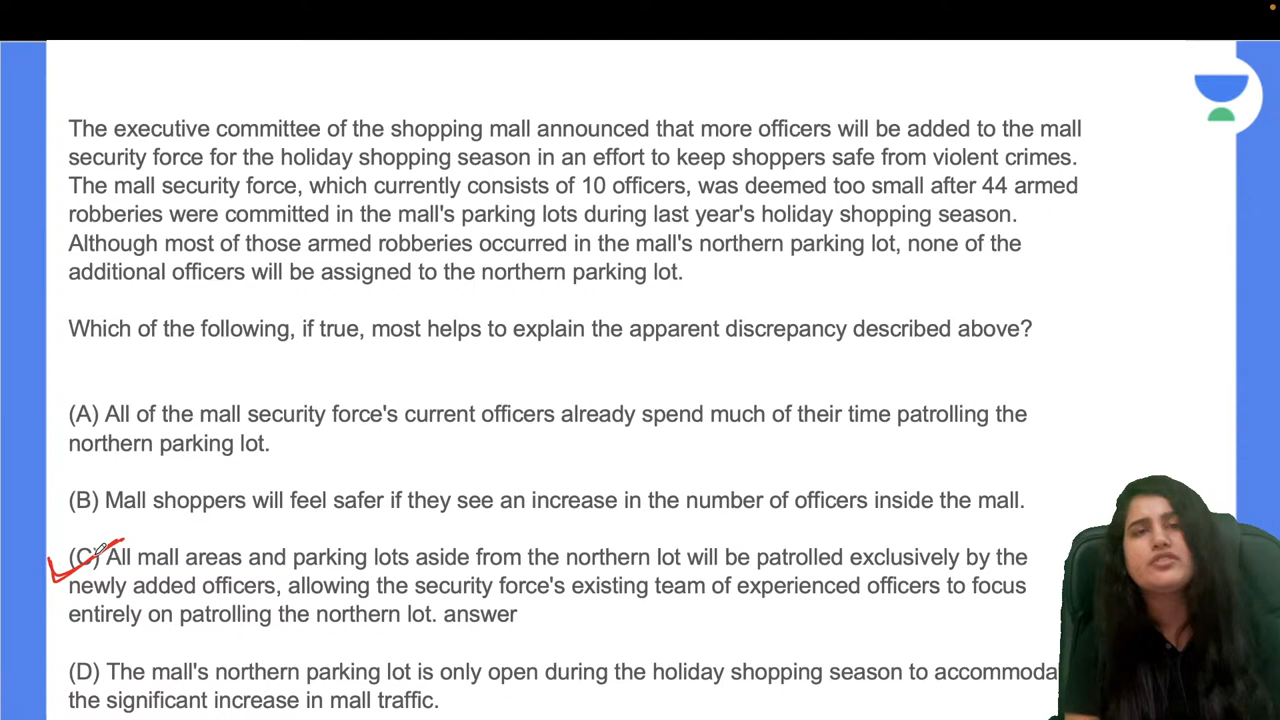 The executive committee of the shopping mall announced that more officers will be added to the mall
security force for the holiday shopping season in an effort to keep shoppers safe from violent crimes.
The mall security force, which currently consists of 10 officers, was deemed too small after 44 armed
robberies were committed in the mall's parking lots during last year's holiday shopping season.
Although most of those armed robberies occurred in the mall's northern parking lot, none of the
additional officers will be assigned to the northern parking lot.
Which of the following, if true, most helps to explain the apparent discrepancy described above?
(A) All of the mall security force's current officers already spend much of their time patrolling the
northern parking lot.
(B) Mall shoppers will feel safer if they see an increase in the number of officers inside the mall.
(C) All mall areas and parking lots aside from the northern lot will be patrolled exclusively by the
newly added officers, allowing the security force's existing team of experienced officers to focus
entirely on patrolling the northern lot. answer
(D) The mall's northern parking lot is only open during the holiday shopping season to accommoda
the significant increase in mall traffic.